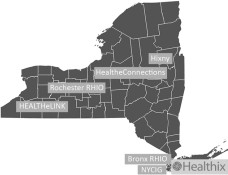 Hixny
HealtheConnections
Rochester RHIO
HEALTHeLINK
Bronx RHIO
Healthix
NYCIG